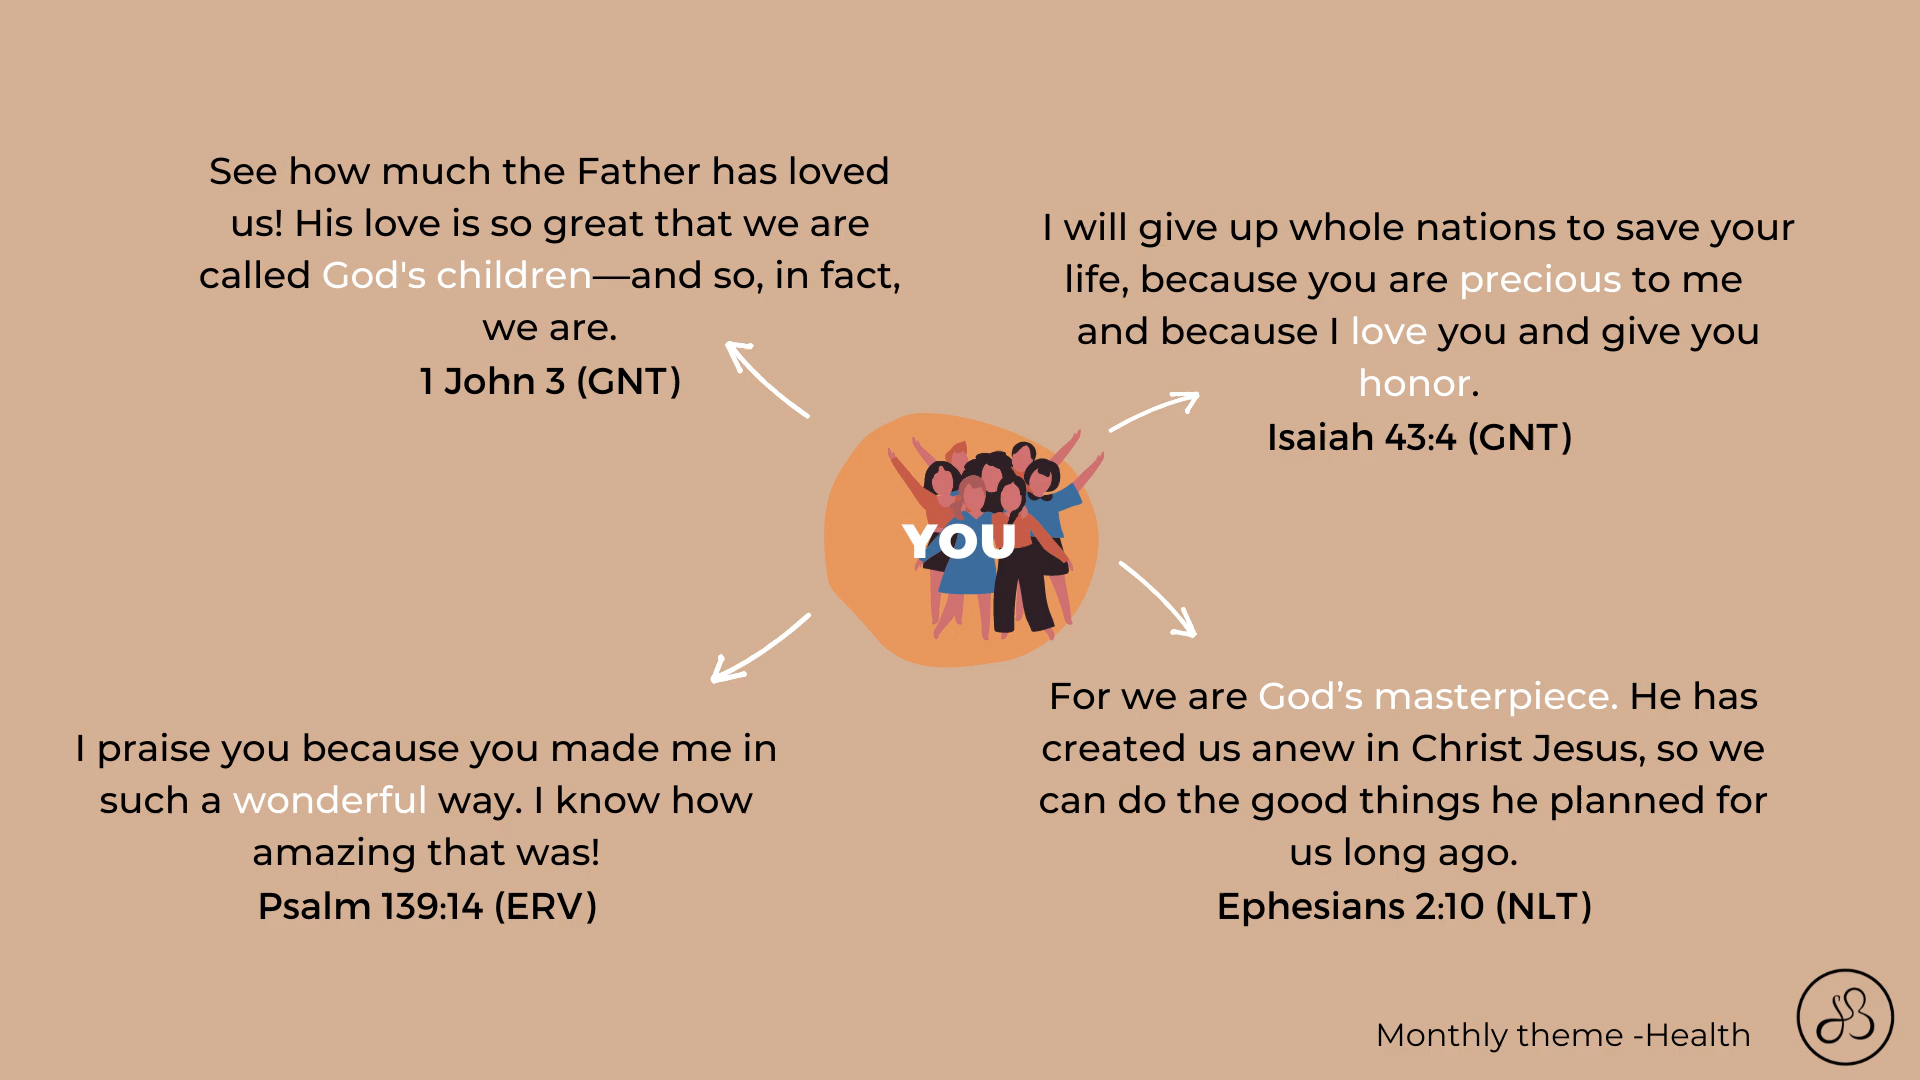 See how much the Father has loved
us! His love is so great that we are
called God's children—and so, in fact,
we are.
1 John 3 (GNT)
I will give up whole nations to save your
life, because you are precious to me
and because I love you and give you
honor.
Isaiah 43:4 (GNT)
YOU
I praise you because you made me in
such a wonderful way. I know how
amazing that was!
Psalm 139:14 (ERV)
For we are God’s masterpiece. He has
created us anew in Christ Jesus, so we
can do the good things he planned for
us long ago.
Ephesians 2:10 (NLT)
Monthly theme -Health